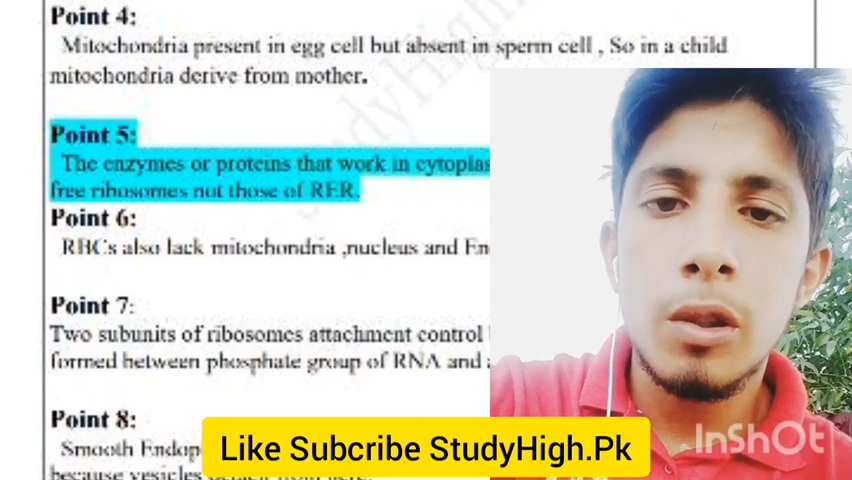 Point 4:
Mitochondria present in egg cell but absent in sperm cell , So in a child
mitochondria derive from mother.
Point 5:
The enzymes or proteins that work in cytoplas
free ribosomes not those of RER.
Point 6:
RBCs also lack mitochondria ,nucleus and En
Point 7:
Two subunits of ribosomes attachment control
formed between phosphate group of RNA and
Point 8:
Smooth
because vesicles
Like Subcribe StudyHigh.Pk
InShOt